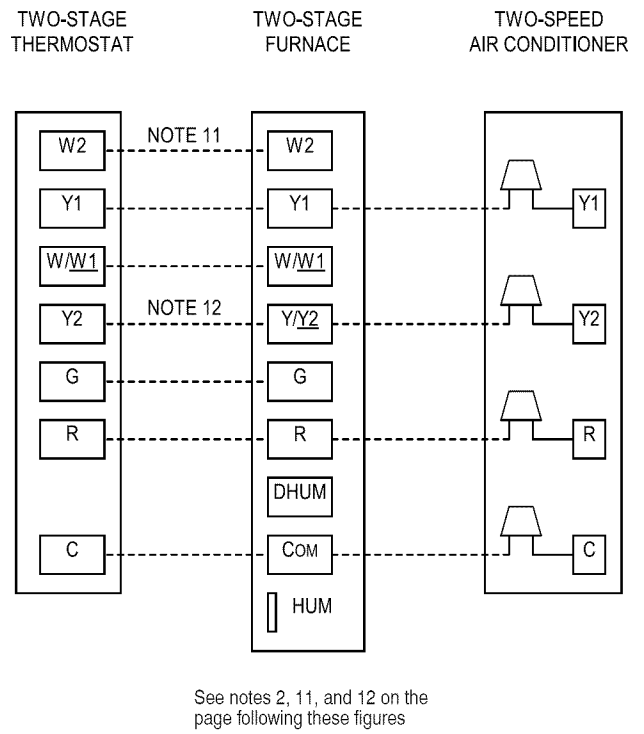 TWO-STAGE
THERMOSTAT
TWO-STAGE
FURNACE
TWO-SPEED
AIR CONDITIONER
W2
NOTE 11
W2
Y1
Y1
Y1
W/W1
W/W1
Y2
NOTE 12
Y/Y2
Y2
G
G
R
R
R
DHUM
C
COM
C
HUM
See notes 2, 11, and 12 on the
page following these figures